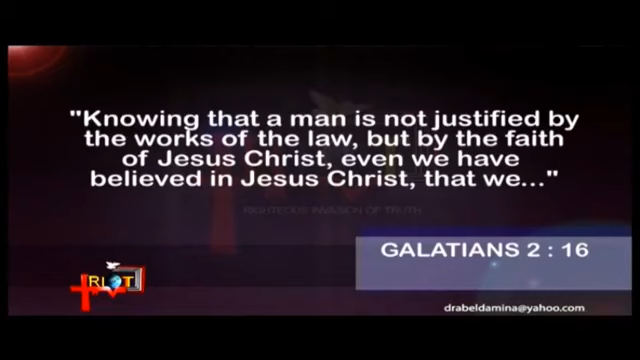 "Knowing that a man is not justified by
the works of the law, but by the faith
of Jesus Christ, even we have
believed in Jesus Christ, that we..."
RIGHTEOUS INVASION OF TRUTH
GALATIANS 2 : 16
RIOT
TV
drabeldamina@yahoo.com